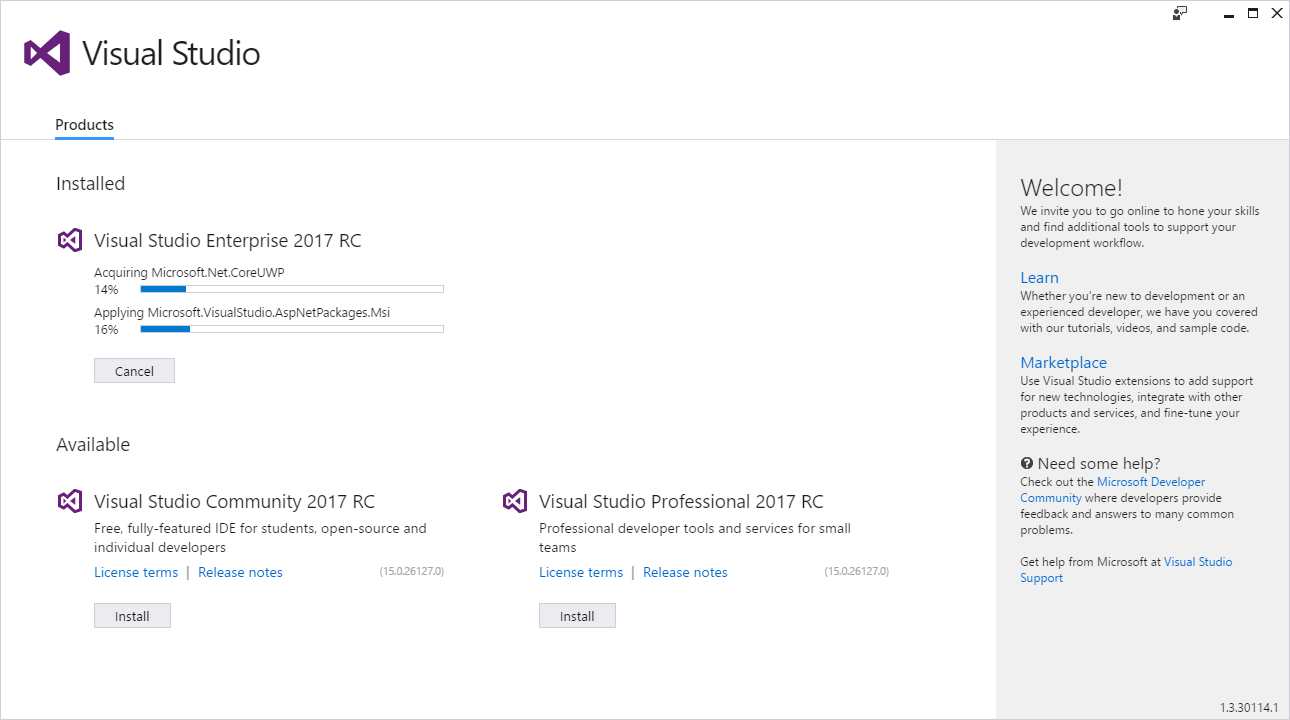 Visual Studio
Products
Installed
Visual Studio Enterprise 2017 RC
Acquiring Microsoft.Net.CoreUWP
14%
Applying Microsoft.VisualStudio.AspNetPackages.Msi
16%
Cancel
Available
Visual Studio Community 2017 RC
Free, fully-featured IDE for students, open-source and
individual developers
License terms | Release notes (15.0.26127.0)
Install
Visual Studio Professional 2017 RC
Professional developer tools and services for small
teams
License terms | Release notes (15.0.26127.0)
Install
Welcome!
We invite you to go online to hone your skills
and find additional tools to support your
development workflow.
Learn
Whether you're new to development or an
experienced developer, we have you covered
with our tutorials, videos, and sample code.
Marketplace
Use Visual Studio extensions to add support
for new technologies, integrate with other
products and services, and fine-tune your
experience.
Need some help?
Check out the Microsoft Developer
Community where developers provide
feedback and answers to many common
problems.
Get help from Microsoft at Visual Studio
Support
1.3.30114.1